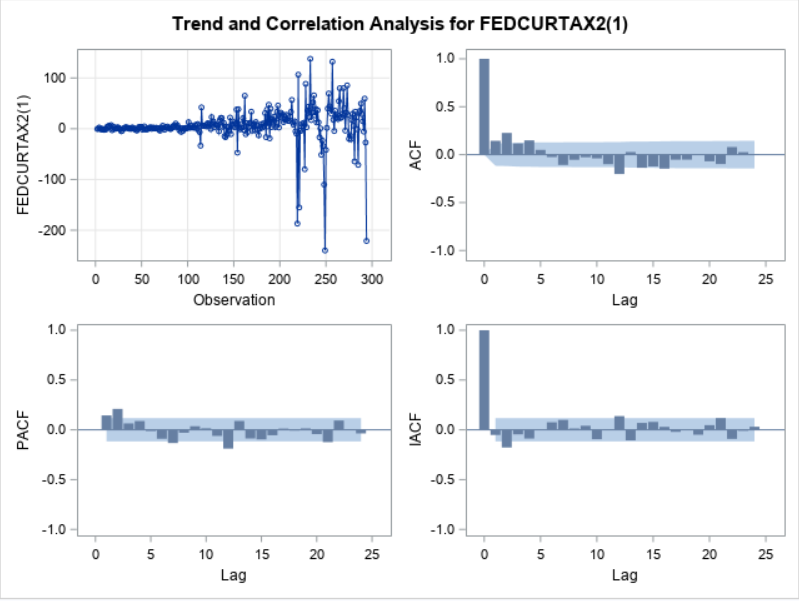 Trend and Correlation Analysis for FEDCURTAX2(1)
FEDCURTAX2(1)
100
0
-100
-200
0 50 100 150 200 250 300
Observation
ACF
1.0
0.5
0.0
-0.5
-1.0
0 5 10 15 20 25
Lag
PACF
1.0
0.5
0.0
-0.5
-1.0
0 5 10 15 20 25
Lag
IACF
1.0
0.5
0.0
-0.5
-1.0
0 5 10 15 20 25
Lag